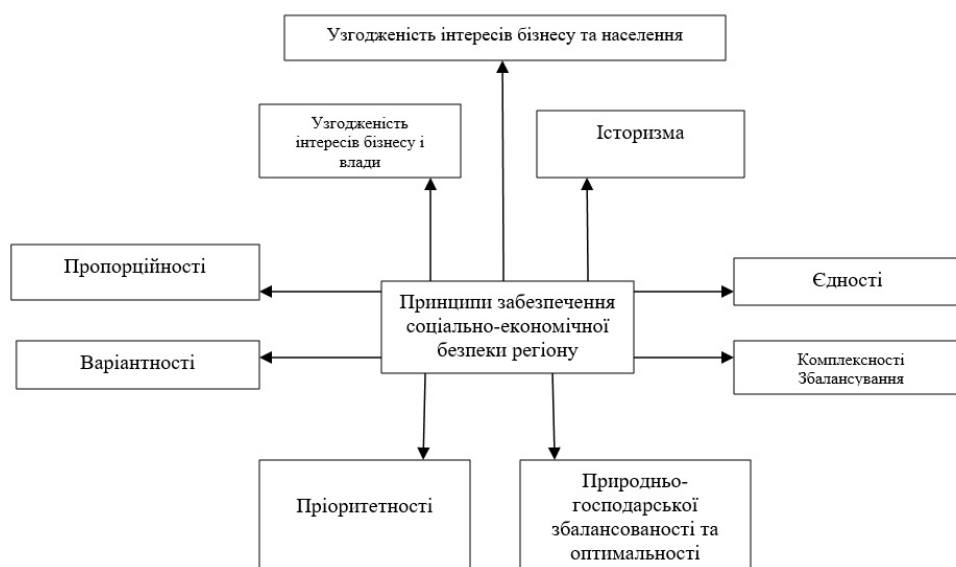 Узгодженість інтересів бізнесу та населення
Узгодженість
інтересів бізнесу і
влади
Історизма
Пропорційності
Єдності
Принципи забезпечення
соціально-економічної
безпеки регіону
Варіантності
Комплексності
Збалансування
Пріоритетності
Природньо-
господарської
збалансованості та
оптимальності